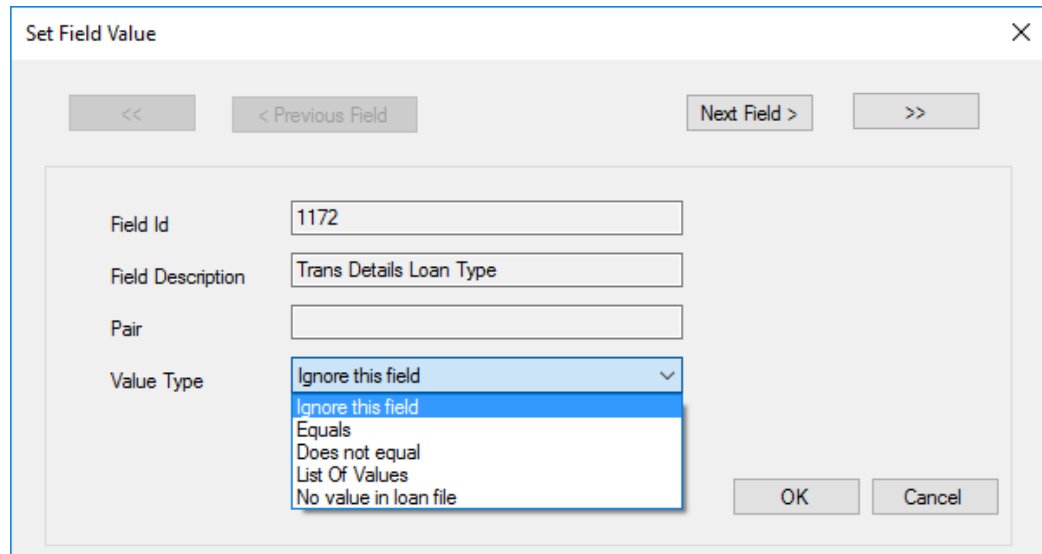 Set Field Value
<< < Previous Field Next Field > >>
Field Id 1172
Field Description Trans Details Loan Type
Pair
Value Type Ignore this field
Ignore this field
Equals
Does not equal
List Of Values
No value in loan file
OK Cancel